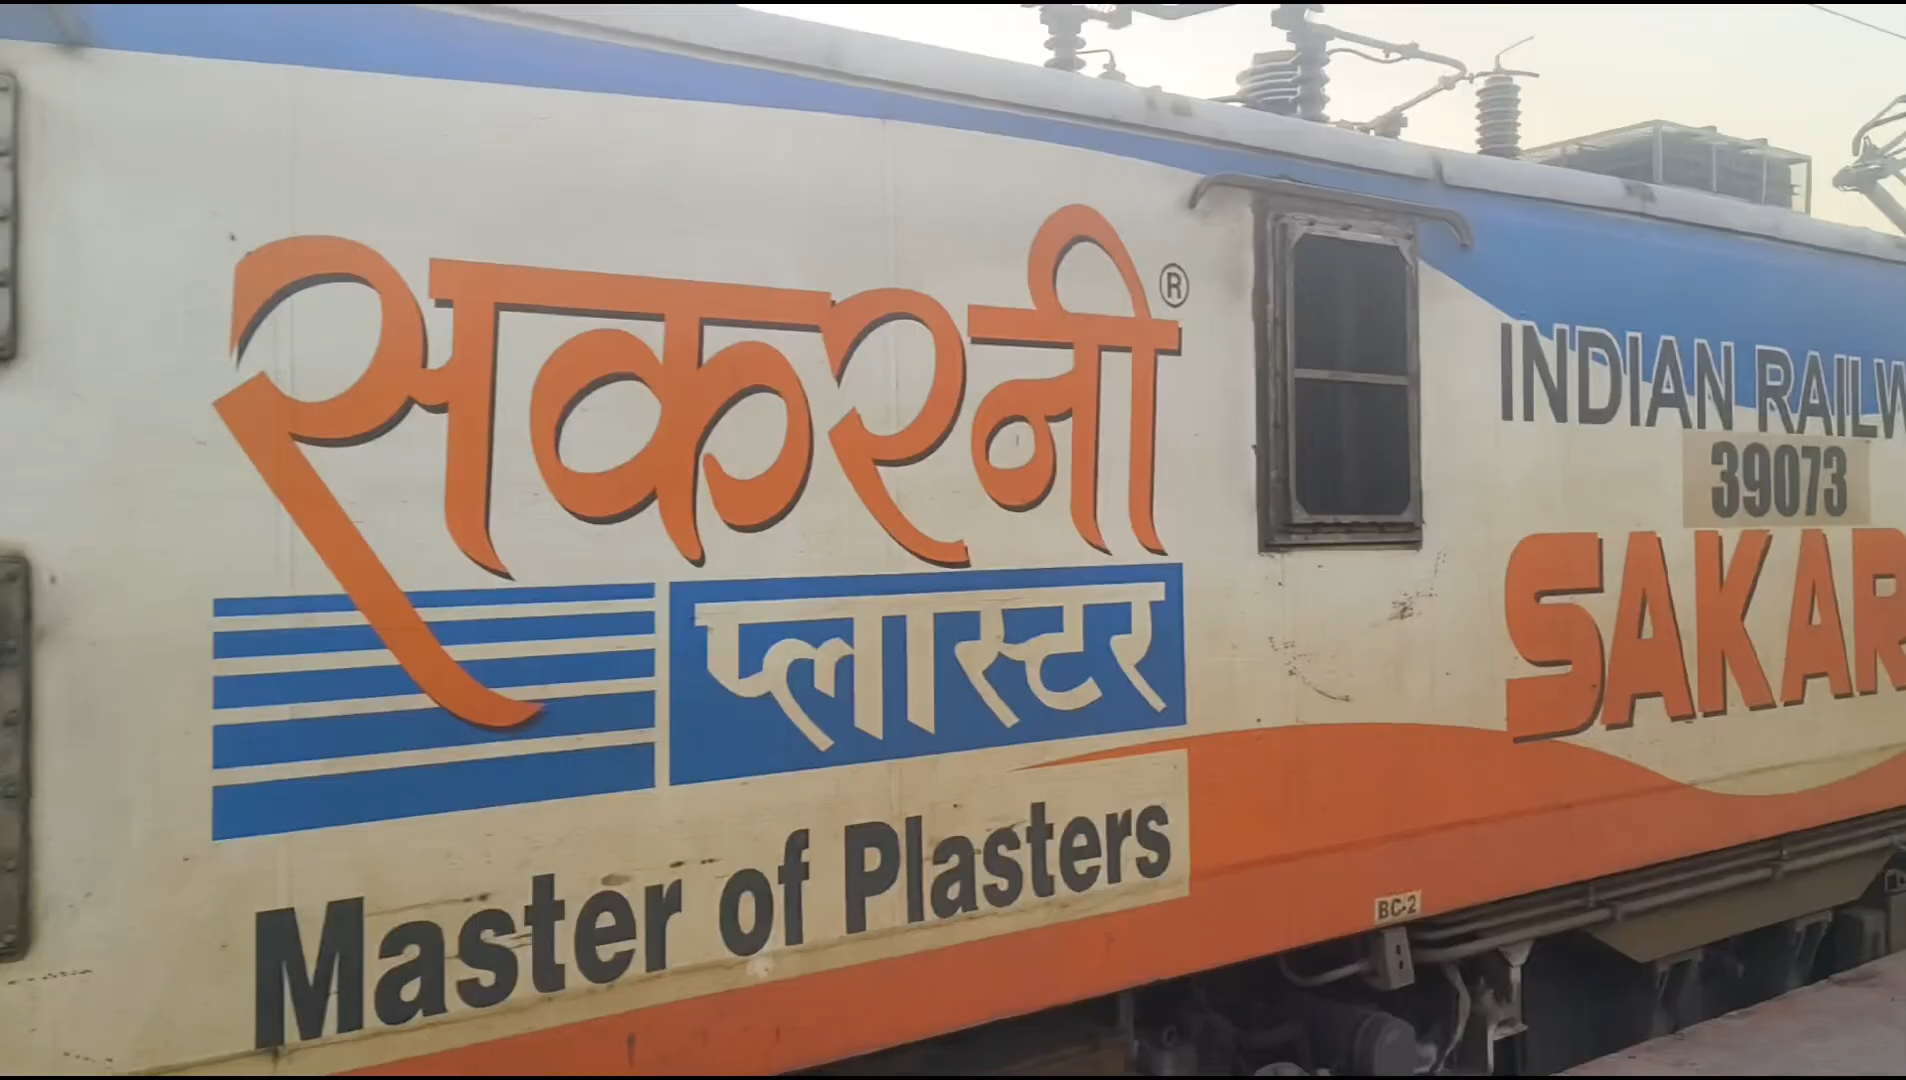 सकरनी ®
प्लास्टर
Master of Plasters
INDIAN RAILW
39073
SAKAR
BC-2